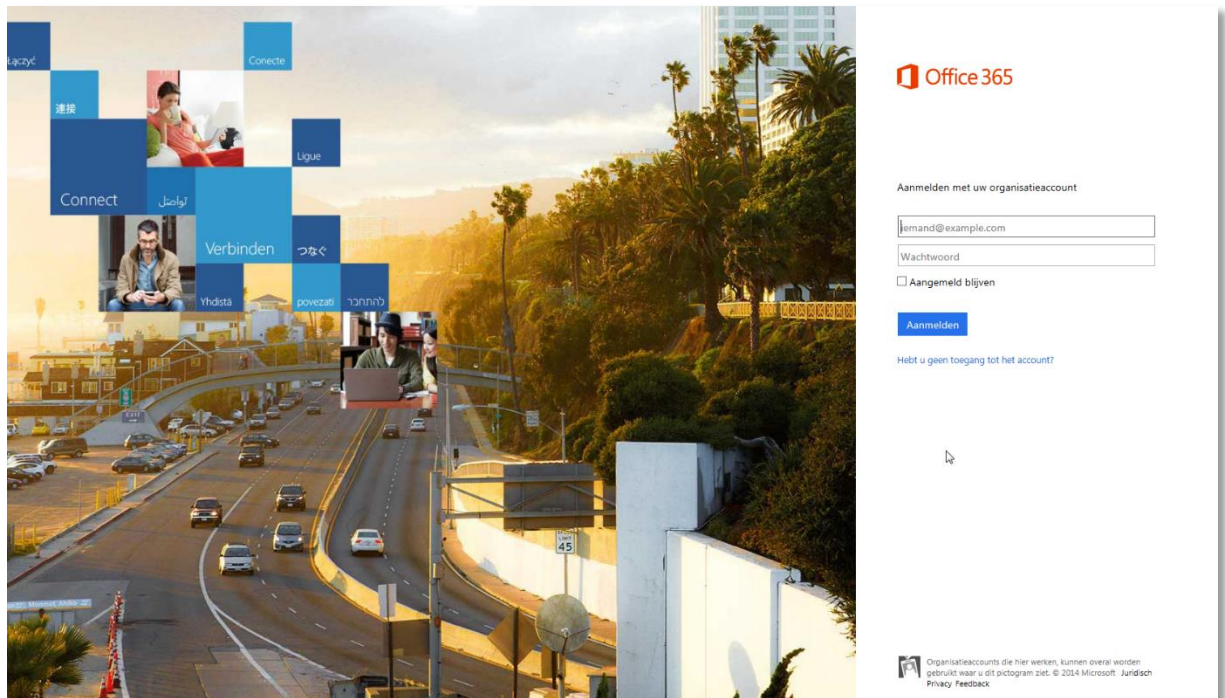 Łączyć
Conecte
連接
Ligue
Connect
تواصل
Verbinden
つなぐ
Yhdistä
povezati
להתחבר
EXIT
SPEED
LIMIT
45
Office 365
Aanmelden met uw organisatieaccount
iemand@example.com
Wachtwoord
Aangemeld blijven
Aanmelden
Hebt u geen toegang tot het account?
Organisatieaccounts die hier werken, kunnen overal worden
gebruikt waar u dit pictogram ziet. © 2014 Microsoft Juridisch
Privacy Feedback